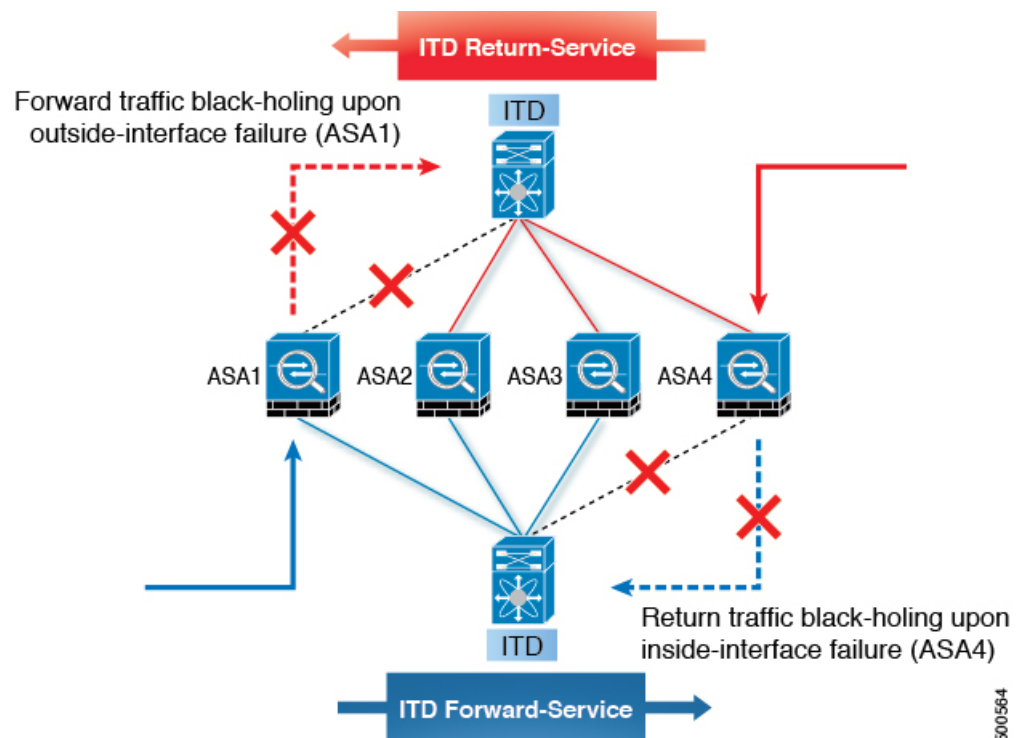 ITD Return-Service
Forward traffic black-holing upon
outside-interface failure (ASA1)
ITD
ASA1
ASA2
ASA3
ASA4
ITD
Return traffic black-holing upon
inside-interface failure (ASA4)
ITD Forward-Service
500564